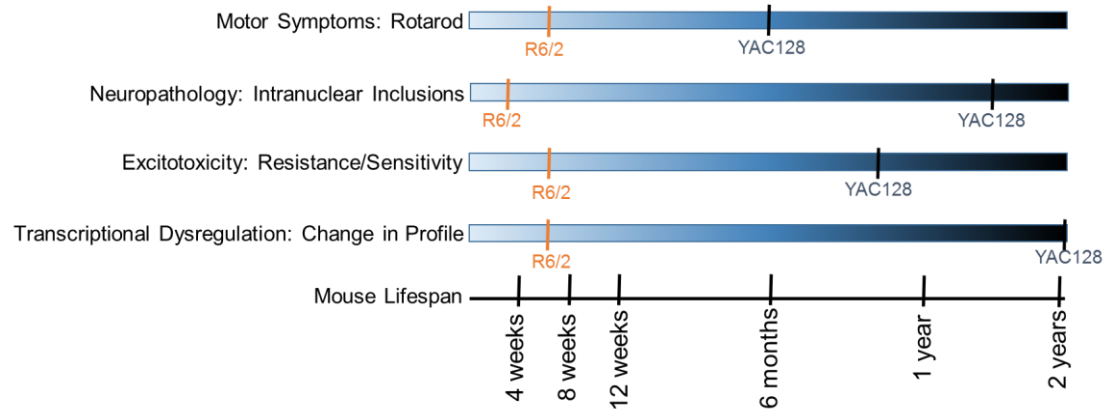 Motor Symptoms: Rotarod
R6/2
YAC128
Neuropathology: Intranuclear Inclusions
R6/2
YAC128
Excitotoxicity: Resistance/Sensitivity
R6/2
YAC128
Transcriptional Dysregulation: Change in Profile
R6/2
YAC128
Mouse Lifespan
4 weeks
8 weeks
12 weeks
6 months
1 year
2 years